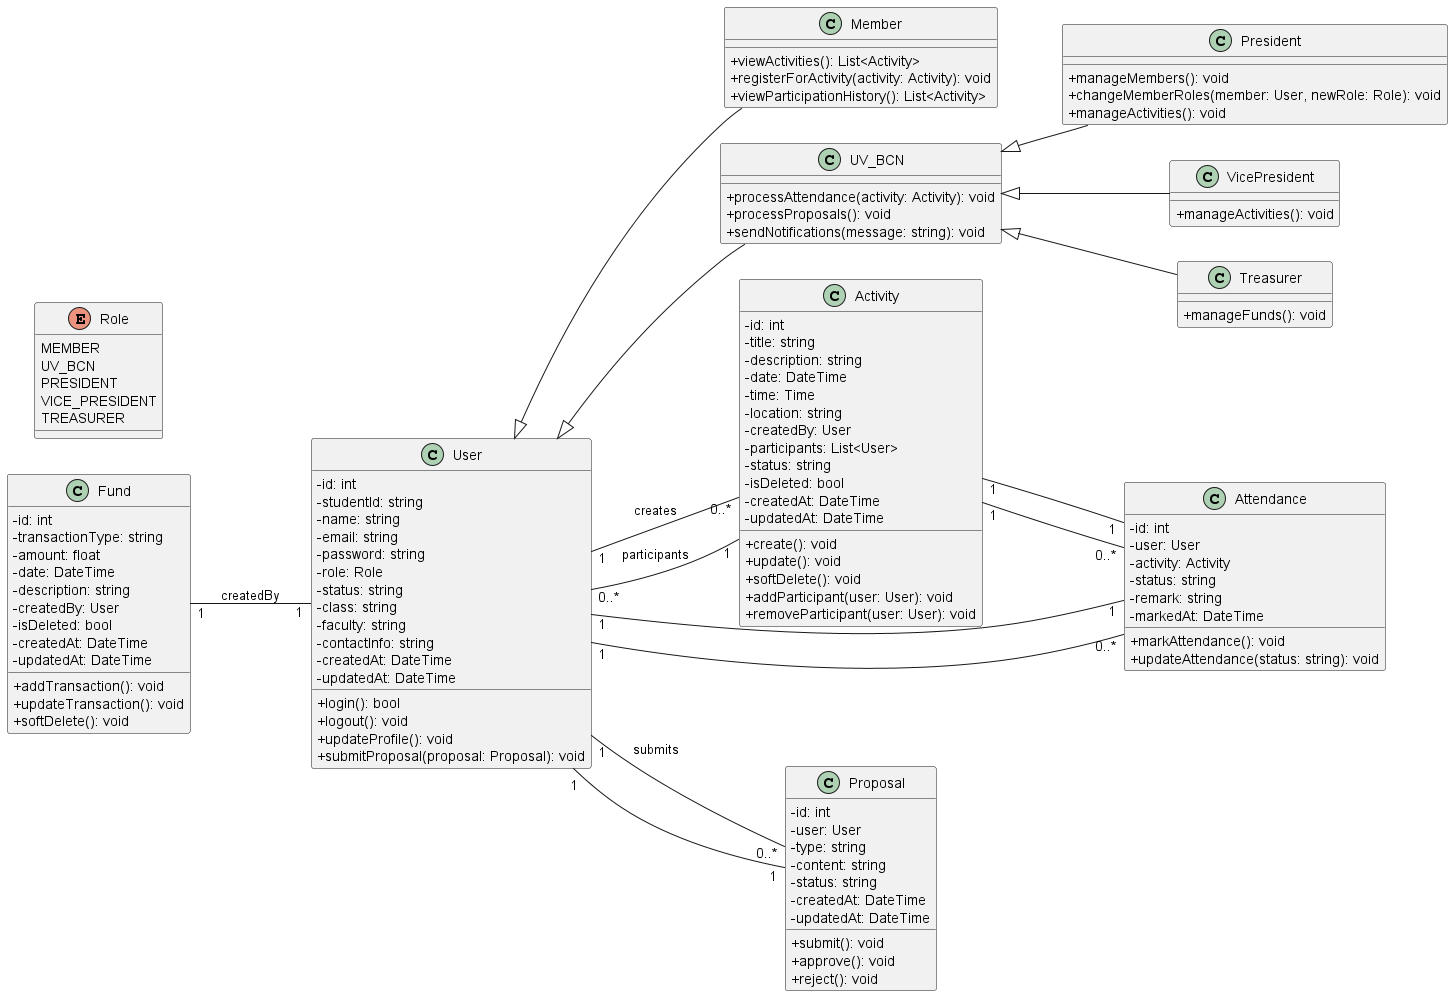 C Member
+viewActivities(): List<Activity>
+registerForActivity(activity: Activity): void
+viewParticipationHistory(): List<Activity>
C President
+manageMembers(): void
+changeMemberRoles(member: User, newRole: Role): void
+manageActivities(): void
C UV_BCN
+processAttendance(activity: Activity): void
+processProposals(): void
+sendNotifications(message: string): void
C VicePresident
+manageActivities(): void
C Treasurer
+manageFunds(): void
E Role
MEMBER
UV_BCN
PRESIDENT
VICE_PRESIDENT
TREASURER
C Activity
-id: int
-title: string
-description: string
-date: DateTime
-time: Time
-location: string
-createdBy: User
-participants: List<User>
-status: string
-isDeleted: bool
-createdAt: DateTime
-updatedAt: DateTime
+create(): void
+update(): void
+softDelete(): void
+addParticipant(user: User): void
+removeParticipant(user: User): void
C Fund
-id: int
-transactionType: string
-amount: float
-date: DateTime
-description: string
-createdBy: User
-isDeleted: bool
-createdAt: DateTime
-updatedAt: DateTime
+addTransaction(): void
+updateTransaction(): void
+softDelete(): void
createdBy
1
1
C User
-id: int
-studentId: string
-name: string
-email: string
-password: string
-role: Role
-status: string
-class: string
-faculty: string
-contactInfo: string
-createdAt: DateTime
-updatedAt: DateTime
+login(): bool
+logout(): void
+updateProfile(): void
+submitProposal(proposal: Proposal): void
creates
1
0..*
participants
0..*
1
1
1
1
0..*
1
1
1
0..*
C Attendance
-id: int
-user: User
-activity: Activity
-status: string
-remark: string
-markedAt: DateTime
+markAttendance(): void
+updateAttendance(status: string): void
submits
1
0..*
1
1
C Proposal
-id: int
-user: User
-type: string
-content: string
-status: string
-createdAt: DateTime
-updatedAt: DateTime
+submit(): void
+approve(): void
+reject(): void